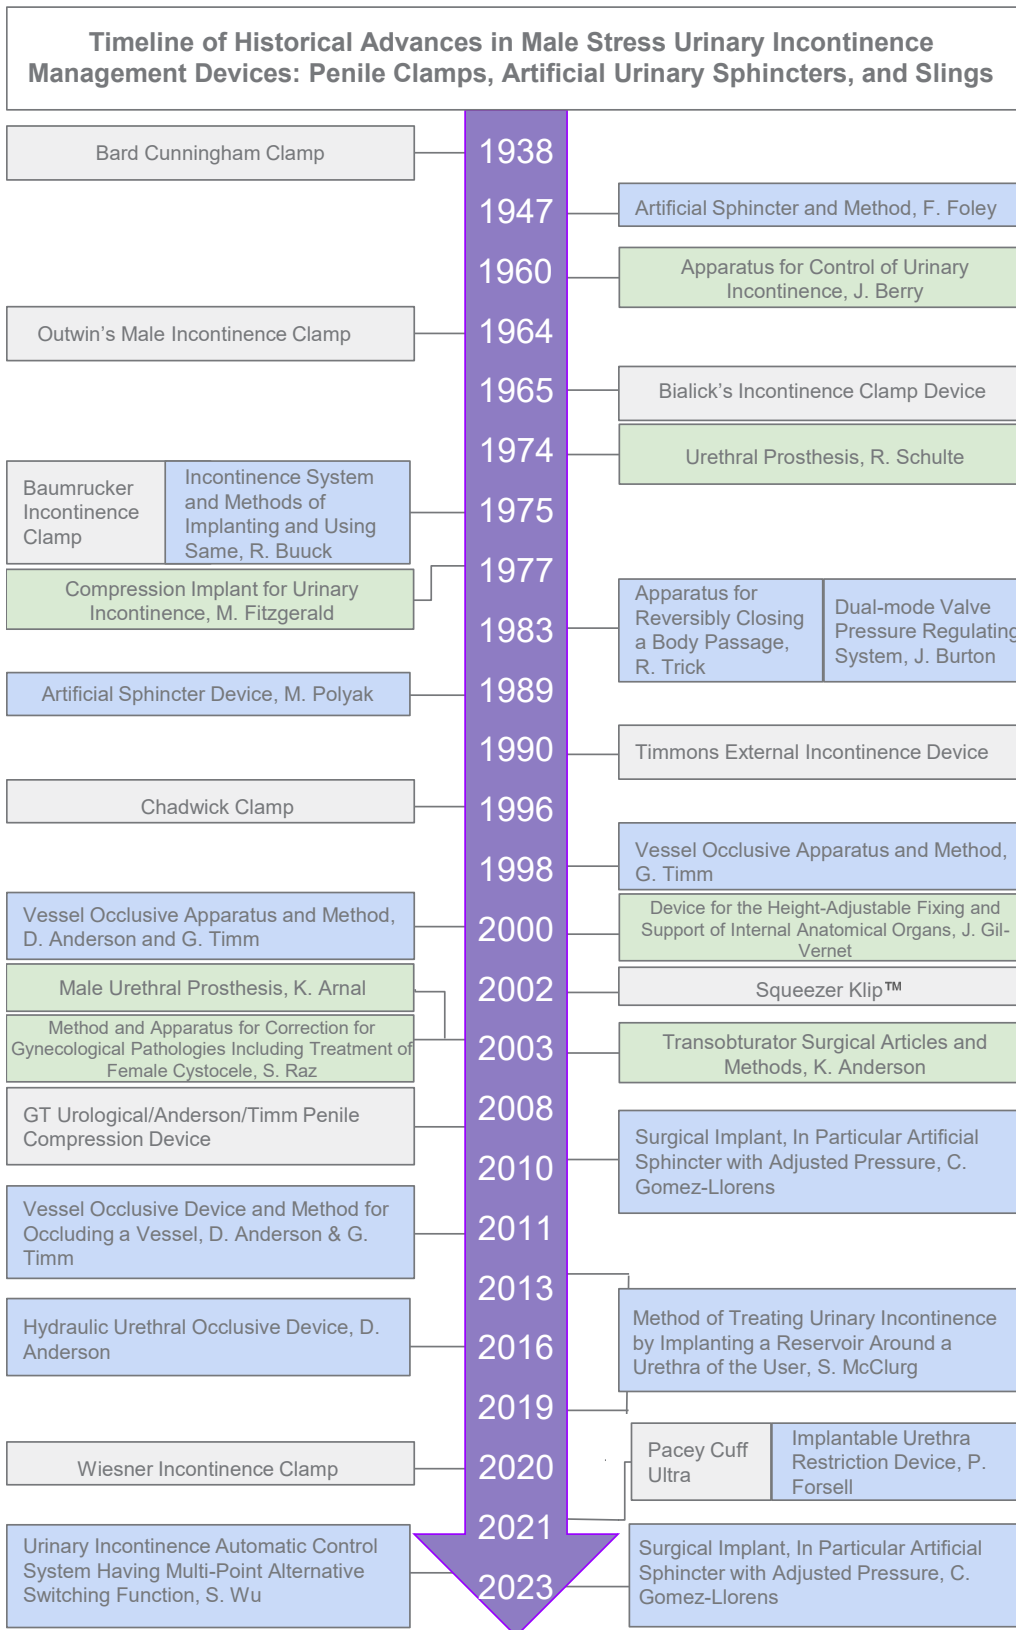 Timeline of Historical Advances in Male Stress Urinary Incontinence
Management Devices: Penile Clamps, Artificial Urinary Sphincters, and Slings
Bard Cunningham Clamp
1938
1947
Artificial Sphincter and Method, F. Foley
1960
Apparatus for Control of Urinary
Incontinence, J. Berry
Outwin’s Male Incontinence Clamp
1964
1965
Bialick's Incontinence Clamp Device
1974
Urethral Prosthesis, R. Schulte
Baumrucker
Incontinence
Clamp
Incontinence System
and Methods of
Implanting and Using
Same, R. Buuck
1975
1977
Compression Implant for Urinary
Incontinence, M. Fitzgerald
1983
Apparatus for
Reversibly Closing
a Body Passage,
R. Trick
Dual-mode Valve
Pressure Regulating
System, J. Burton
Artificial Sphincter Device, M. Polyak
1989
1990
Timmons External Incontinence Device
Chadwick Clamp
1996
1998
Vessel Occlusive Apparatus and Method,
G. Timm
Vessel Occlusive Apparatus and Method,
D. Anderson and G. Timm
2000
Device for the Height-Adjustable Fixing and
Support of Internal Anatomical Organs, J. Gil-
Vernet
Male Urethral Prosthesis, K. Arnal
2002
Squeezer Klip™
Method and Apparatus for Correction for
Gynecological Pathologies Including Treatment of
Female Cystocele, S. Raz
2003
Transobturator Surgical Articles and
Methods, K. Anderson
GT Urological/Anderson/Timm Penile
Compression Device
2008
2010
Surgical Implant, In Particular Artificial
Sphincter with Adjusted Pressure, C.
Gomez-Llorens
Vessel Occlusive Device and Method for
Occluding a Vessel, D. Anderson & G.
Timm
2011
2013
Hydraulic Urethral Occlusive Device, D.
Anderson
2016
Method of Treating Urinary Incontinence
by Implanting a Reservoir Around a
Urethra of the User, S. McClurg
2019
Wiesner Incontinence Clamp
2020
Pacey Cuff
Ultra
Implantable Urethra
Restriction Device, P.
Forsell
2021
Urinary Incontinence Automatic Control
System Having Multi-Point Alternative
Switching Function, S. Wu
2023
Surgical Implant, In Particular Artificial
Sphincter with Adjusted Pressure, C.
Gomez-Llorens